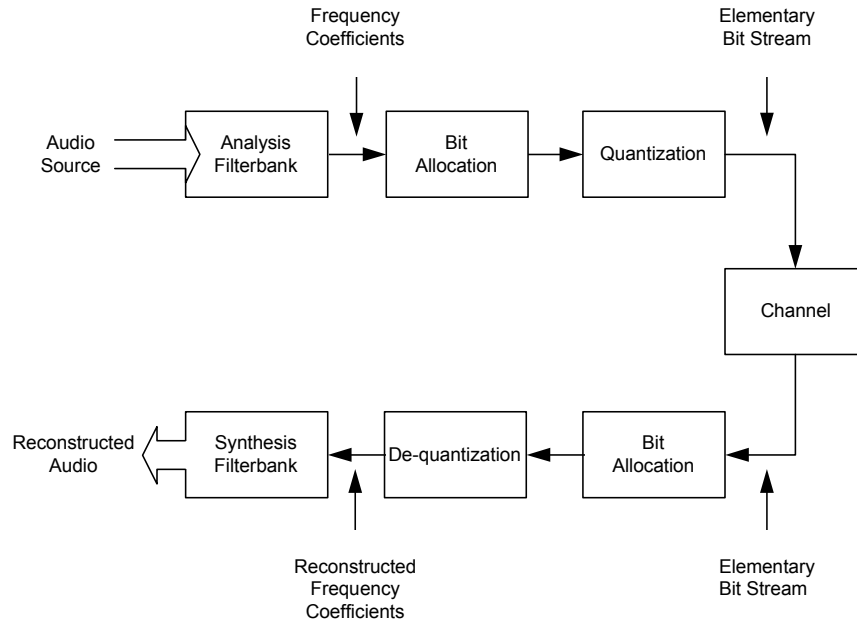 Frequency
Coefficients
Elementary
Bit Stream
Audio
Source
Analysis
Filterbank
Bit
Allocation
Quantization
Channel
Reconstructed
Audio
Synthesis
Filterbank
De-quantization
Bit
Allocation
Reconstructed
Frequency
Coefficients
Elementary
Bit Stream